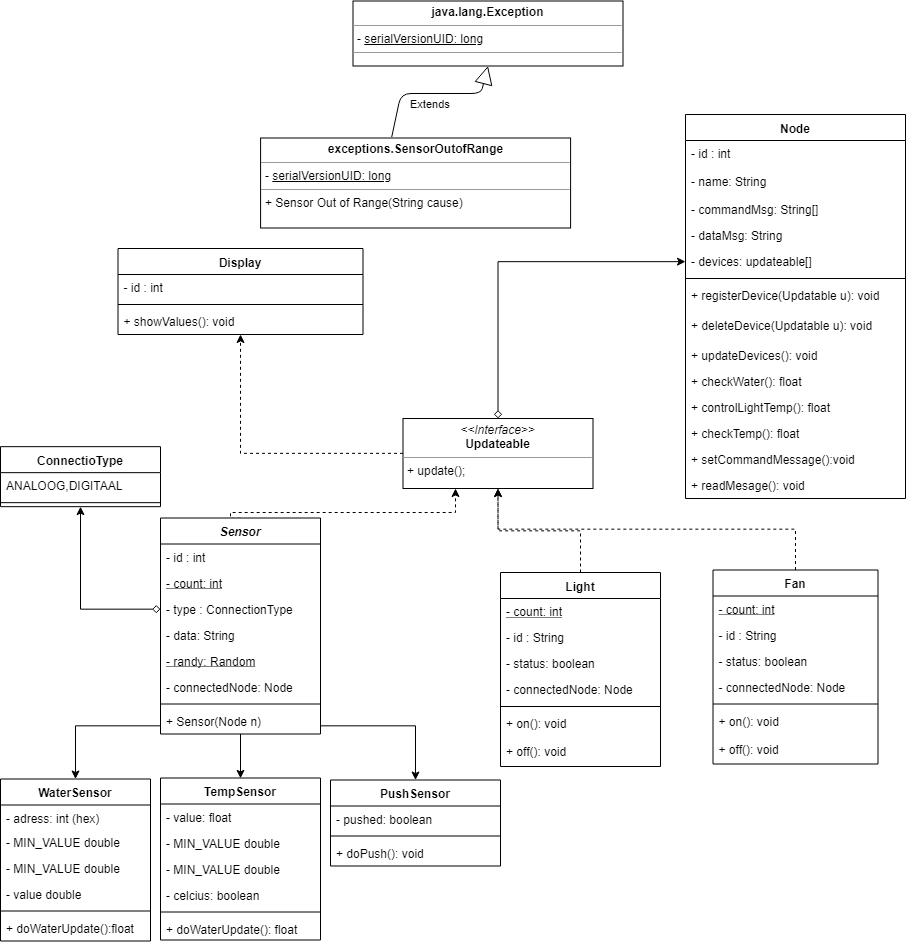 java.lang.Exception
- serialVersionUID: long
Extends
exceptions.SensorOutofRange
- serialVersionUID: long
+ Sensor Out of Range(String cause)
Node
- id : int
- name: String
- commandMsg: String[]
- dataMsg: String
- devices: updateable[]
+ registerDevice(Updatable u): void
+ deleteDevice(Updatable u): void
+ updateDevices(): void
+ checkWater(): float
+ controlLightTemp(): float
+ checkTemp(): float
+ setCommandMessage():void
+ readMesage(): void
Display
- id : int
+ showValues(): void
<<Interface>>
Updateable
+ update();
ConnectioType
ANALOOG,DIGITAAL
Sensor
- id : int
- count: int
- type : ConnectionType
- data: String
- randy: Random
- connectedNode: Node
+ Sensor(Node n)
Light
- count: int
- id : String
- status: boolean
- connectedNode: Node
+ on(): void
+ off(): void
Fan
- count: int
- id : String
- status: boolean
- connectedNode: Node
+ on(): void
+ off(): void
WaterSensor
- adress: int (hex)
- MIN_VALUE double
- MIN_VALUE double
- value double
+ doWaterUpdate():float
TempSensor
- value: float
- MIN_VALUE double
- MIN_VALUE double
- celcius: boolean
+ doWaterUpdate(): float
PushSensor
- pushed: boolean
+ doPush(): void